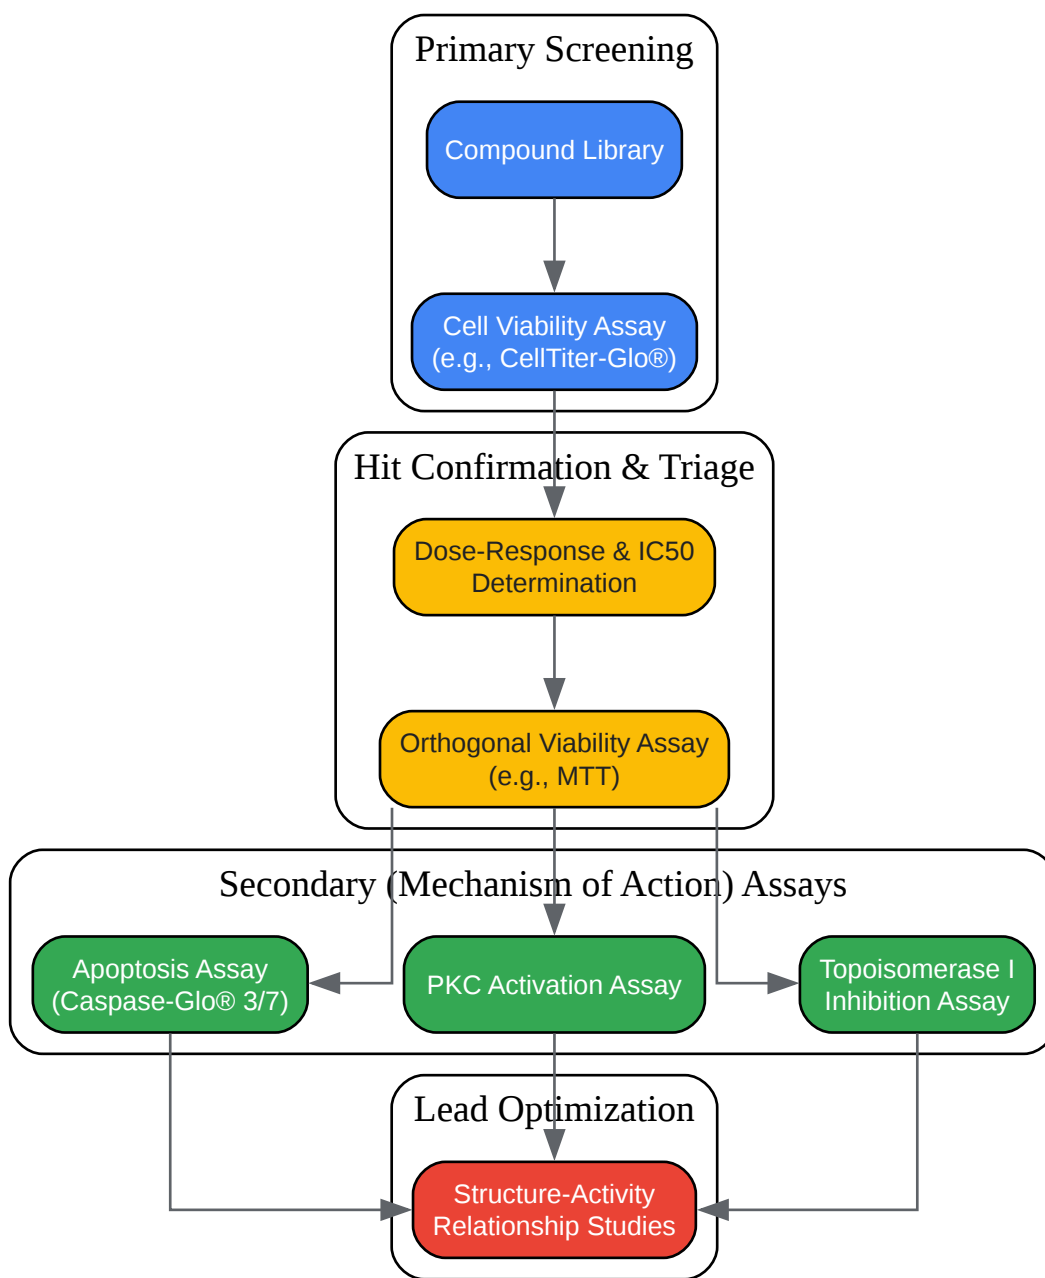 Primary Screening
Compound Library
Cell Viability Assay
(e.g., CellTiter-Glo®)
Hit Confirmation & Triage
Dose-Response & IC50
Determination
Orthogonal Viability Assay
(e.g., MTT)
Secondary (Mechanism of Action) Assays
Apoptosis Assay
(Caspase-Glo® 3/7)
PKC Activation Assay
Topoisomerase I
Inhibition Assay
Lead Optimization
Structure-Activity
Relationship Studies